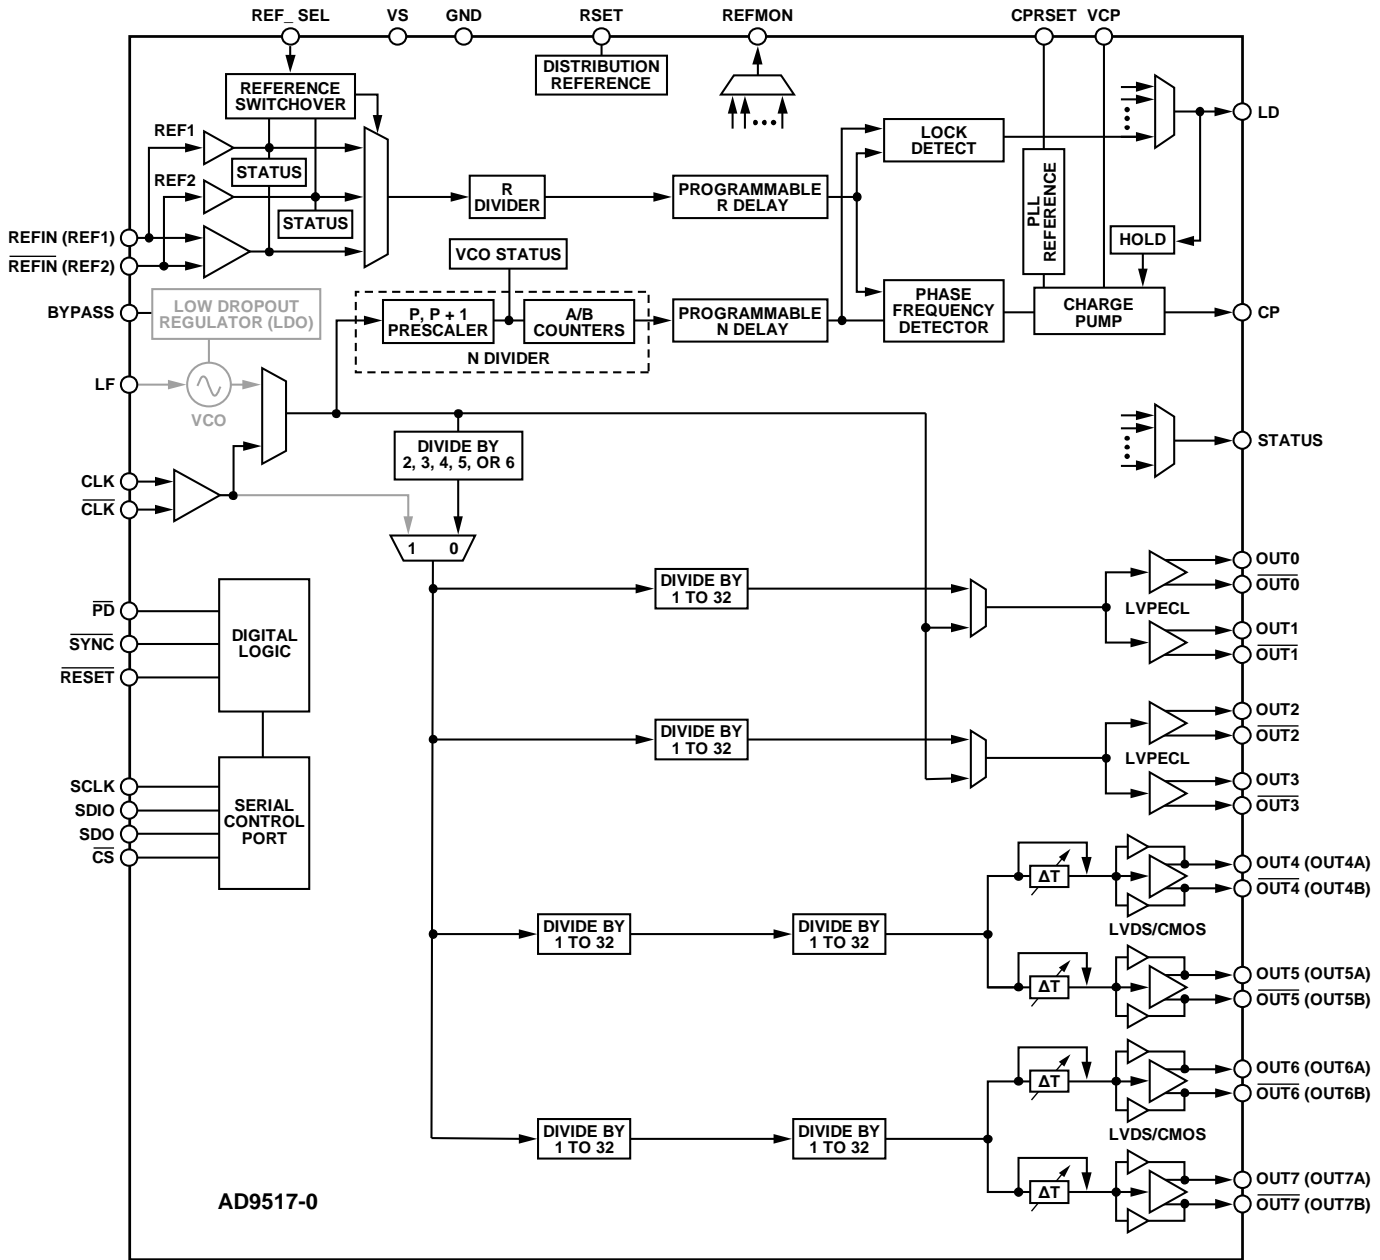 REF_ SEL
VS
GND
RSET
REFMON
CPRSET
VCP
REFERENCE
SWITCHOVER
DISTRIBUTION
REFERENCE
REF1
STATUS
REF2
STATUS
REFIN (REF1)
REFIN (REF2)
BYPASS
LOW DROPOUT
REGULATOR (LDO)
LF
VCO
CLK
CLK
R
DIVIDER
PROGRAMMABLE
R DELAY
LOCK
DETECT
LD
PLL
REFERENCE
HOLD
VCO STATUS
P, P + 1
PRESCALER
A/B
COUNTERS
N DIVIDER
PROGRAMMABLE
N DELAY
PHASE
FREQUENCY
DETECTOR
CHARGE
PUMP
CP
STATUS
DIVIDE BY
2, 3, 4, 5, OR 6
1 0
PD
SYNC
RESET
DIGITAL
LOGIC
SCLK
SDIO
SDO
CS
SERIAL
CONTROL
PORT
DIVIDE BY
1 TO 32
LVPECL
OUT0
OUT0
OUT1
OUT1
DIVIDE BY
1 TO 32
LVPECL
OUT2
OUT2
OUT3
OUT3
DIVIDE BY
1 TO 32
DIVIDE BY
1 TO 32
ΔT
ΔT
LVDS/CMOS
OUT4 (OUT4A)
OUT4 (OUT4B)
OUT5 (OUT5A)
OUT5 (OUT5B)
DIVIDE BY
1 TO 32
DIVIDE BY
1 TO 32
ΔT
ΔT
LVDS/CMOS
OUT6 (OUT6A)
OUT6 (OUT6B)
OUT7 (OUT7A)
OUT7 (OUT7B)
AD9517-0